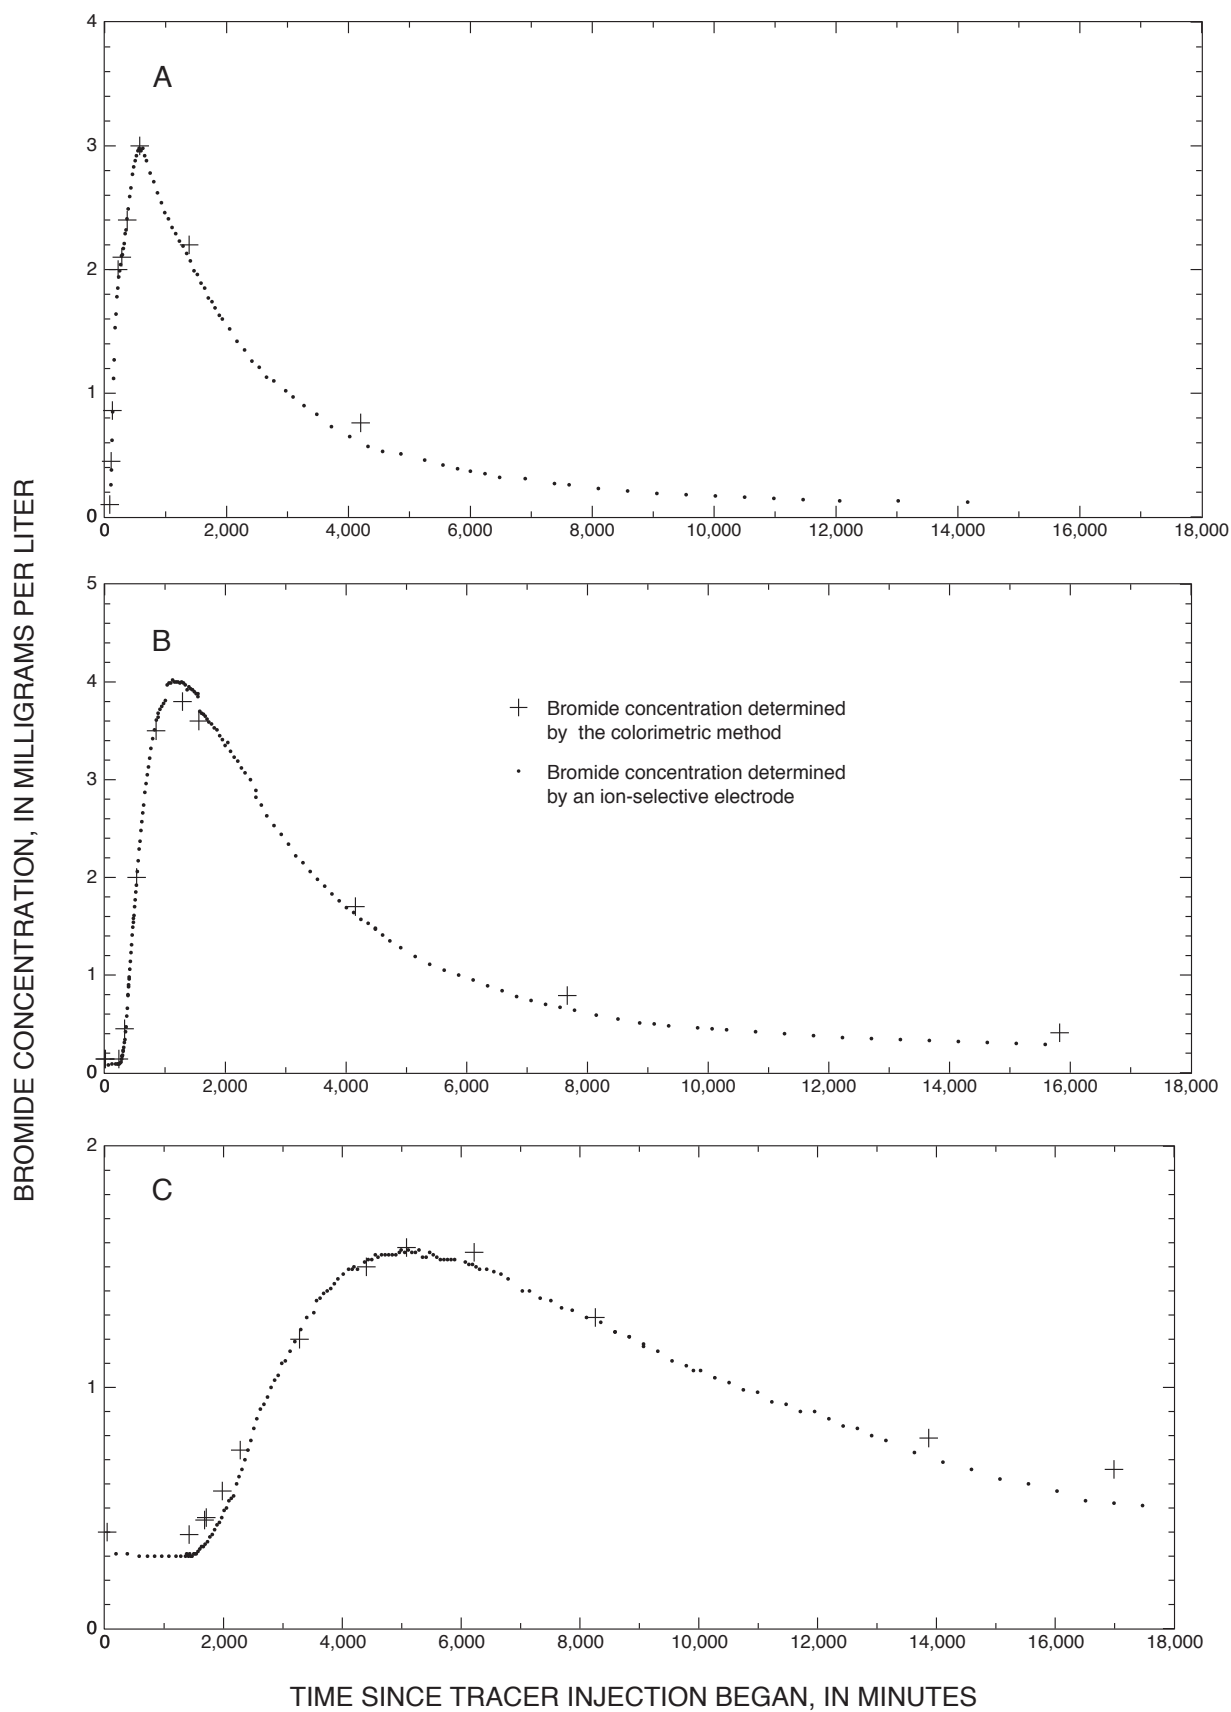 BROMIDE CONCENTRATION, IN MILLIGRAMS PER LITER
4
A
3
2
1
0
0 2,000 4,000 6,000 8,000 10,000 12,000 14,000 16,000 18,000
5
B
4
Bromide concentration determined
by the colorimetric method
3
Bromide concentration determined
by an ion-selective electrode
2
1
0
0 2,000 4,000 6,000 8,000 10,000 12,000 14,000 16,000 18,000
2
C
1
0
0 2,000 4,000 6,000 8,000 10,000 12,000 14,000 16,000 18,000
TIME SINCE TRACER INJECTION BEGAN, IN MINUTES